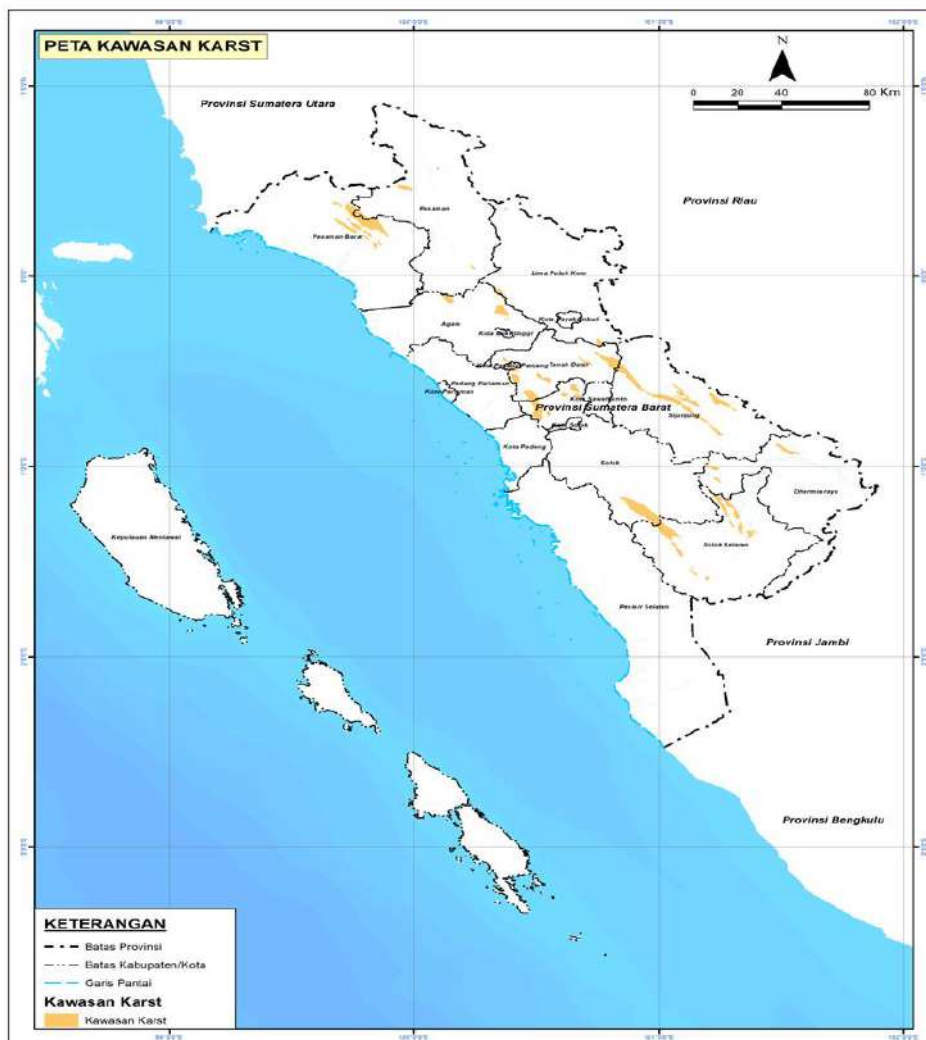 PETA KAWASAN KARST
N
0 20 40 80 Km
Provinsi Sumatera Utara
Provinsi Riau
Pasaman
Pasaman Barat
Lima Puluh Kota
Agam
Tanah Datar
Padang Pariaman
Provinsi Sumatera Barat
Sijunjung
Kota Padang
Solok
Dharmasraya
Kepulauan Mentawai
Solok Selatan
Pesisir Selatan
Provinsi Jambi
Provinsi Bengkulu
KETERANGAN
Batas Provinsi
Batas Kabupaten/Kota
Garis Pantai
Kawasan Karst
Kawasan Karst